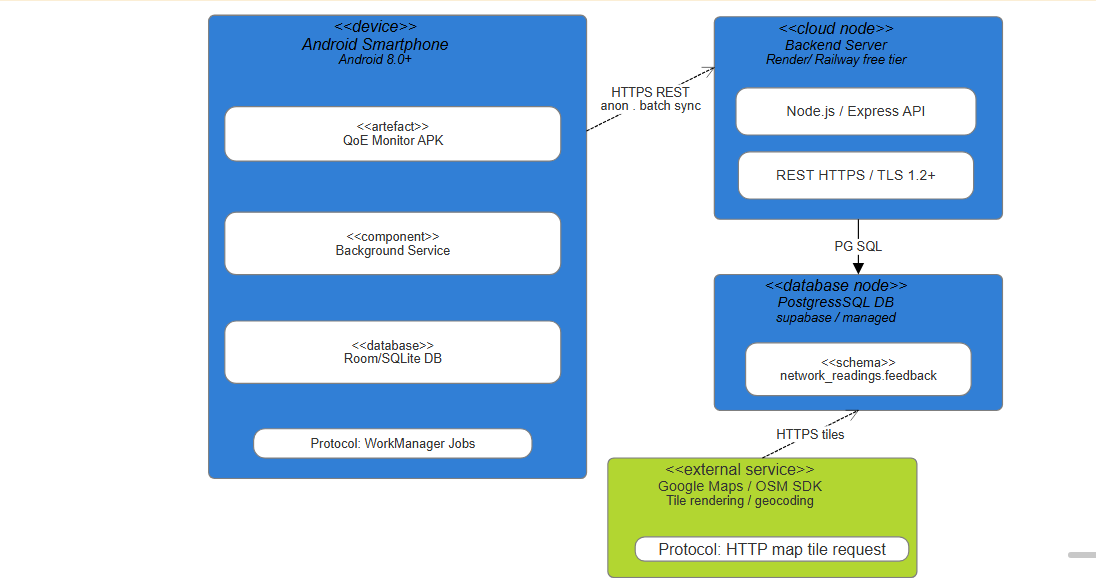 <<device>>
Android Smartphone
Android 8.0+
<<artefact>>
QoE Monitor APK
<<component>>
Background Service
<<database>>
Room/SQLite DB
Protocol: WorkManager Jobs
HTTPS REST
anon . batch sync
<<cloud node>>
Backend Server
Render/ Railway free tier
Node.js / Express API
REST HTTPS / TLS 1.2+
PG SQL
<<database node>>
PostgressSQL DB
supabase / managed
<<schema>>
network_readings.feedback
HTTPS tiles
<<external service>>
Google Maps / OSM SDK
Tile rendering / geocoding
Protocol: HTTP map tile request